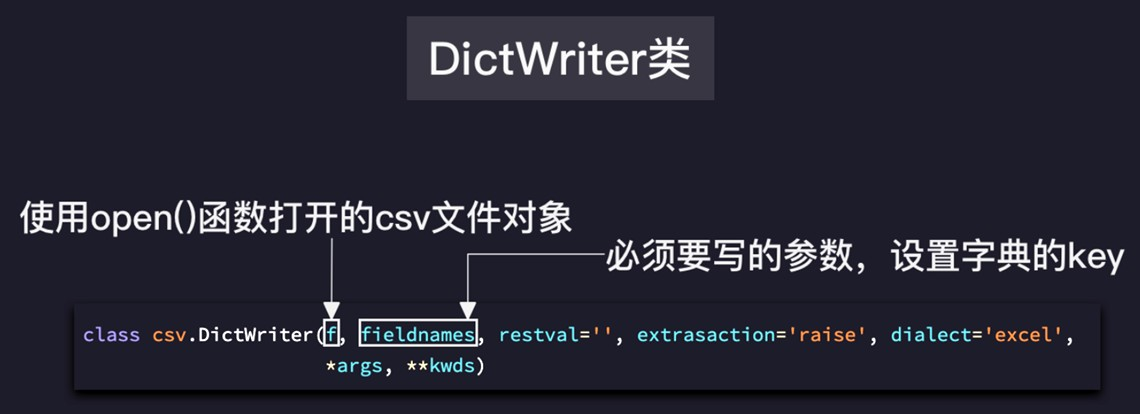 DictWriter类
使用open()函数打开的csv文件对象
必须要写的参数，设置字典的key
class csv.DictWriter(f, fieldnames, restval='', extrasaction='raise', dialect='excel',
*args, **kwds)